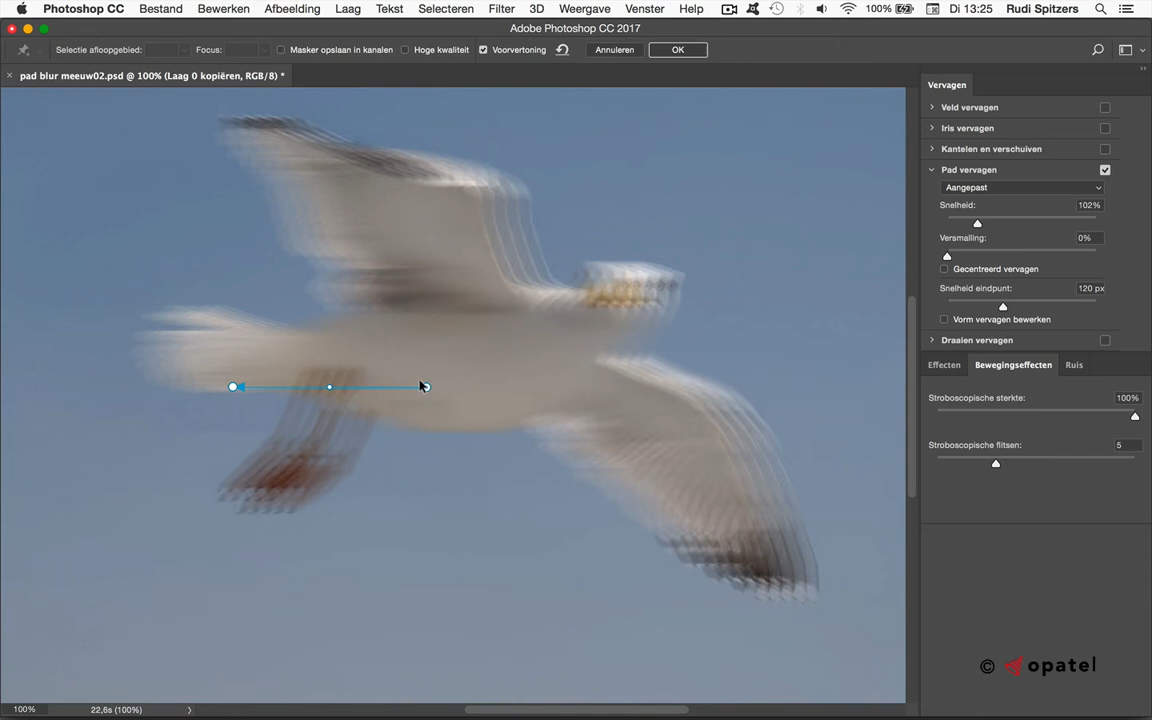 Photoshop CC Bestand Bewerken Afbeelding Laag Tekst Selecteren Filter 3D Weergave Venster Help 100% Di 13:25 Rudi Spitzers
Adobe Photoshop CC 2017
Selectie afloopgebied: Focus: Masker opslaan in kanalen Hoge kwaliteit Voorvertoning Annuleren OK
pad blur meeuw02.psd @ 100% (Laag 0 kopiëren, RGB/8) *
Vervagen
Veld vervagen
Iris vervagen
Kantelen en verschuiven
Pad vervagen
Aangepast
Snelheid: 102%
Versmalling: 0%
Gecentreerd vervagen
Snelheid eindpunt: 120 px
Vorm vervagen bewerken
Draaien vervagen
Effecten Bewegingseffecten Ruis
Stroboscopische sterkte: 100%
Stroboscopische flitsen: 5
© opatel
100% 22,6s (100%)